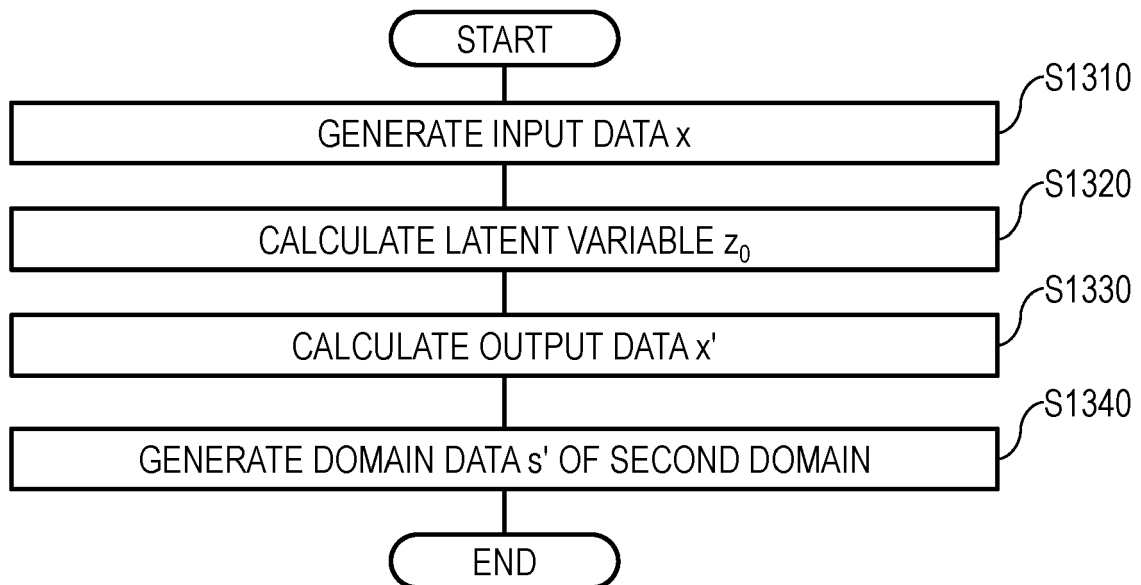 START
S1310
GENERATE INPUT DATA x
S1320
CALCULATE LATENT VARIABLE z₀
S1330
CALCULATE OUTPUT DATA x'
S1340
GENERATE DOMAIN DATA s' OF SECOND DOMAIN
END